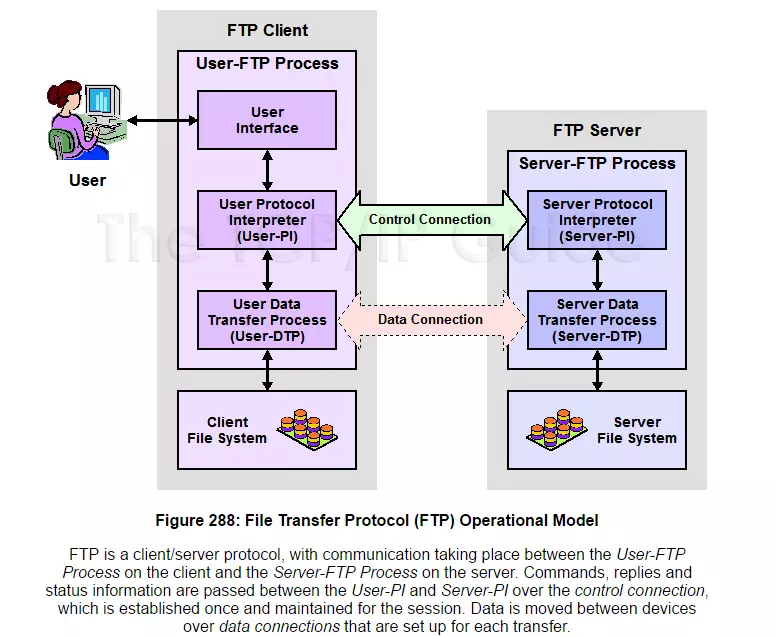 FTP Client
User-FTP Process
User
Interface
User
FTP Server
Server-FTP Process
User Protocol
Interpreter
(User-PI)
Control Connection
Server Protocol
Interpreter
(Server-PI)
The TCP/IP Guide
User Data
Transfer Process
(User-DTP)
Data Connection
Server Data
Transfer Process
(Server-DTP)
Client
File System
Server
File System
Figure 288: File Transfer Protocol (FTP) Operational Model
FTP is a client/server protocol, with communication taking place between the User-FTP
Process on the client and the Server-FTP Process on the server. Commands, replies and
status information are passed between the User-PI and Server-PI over the control connection,
which is established once and maintained for the session. Data is moved between devices
over data connections that are set up for each transfer.